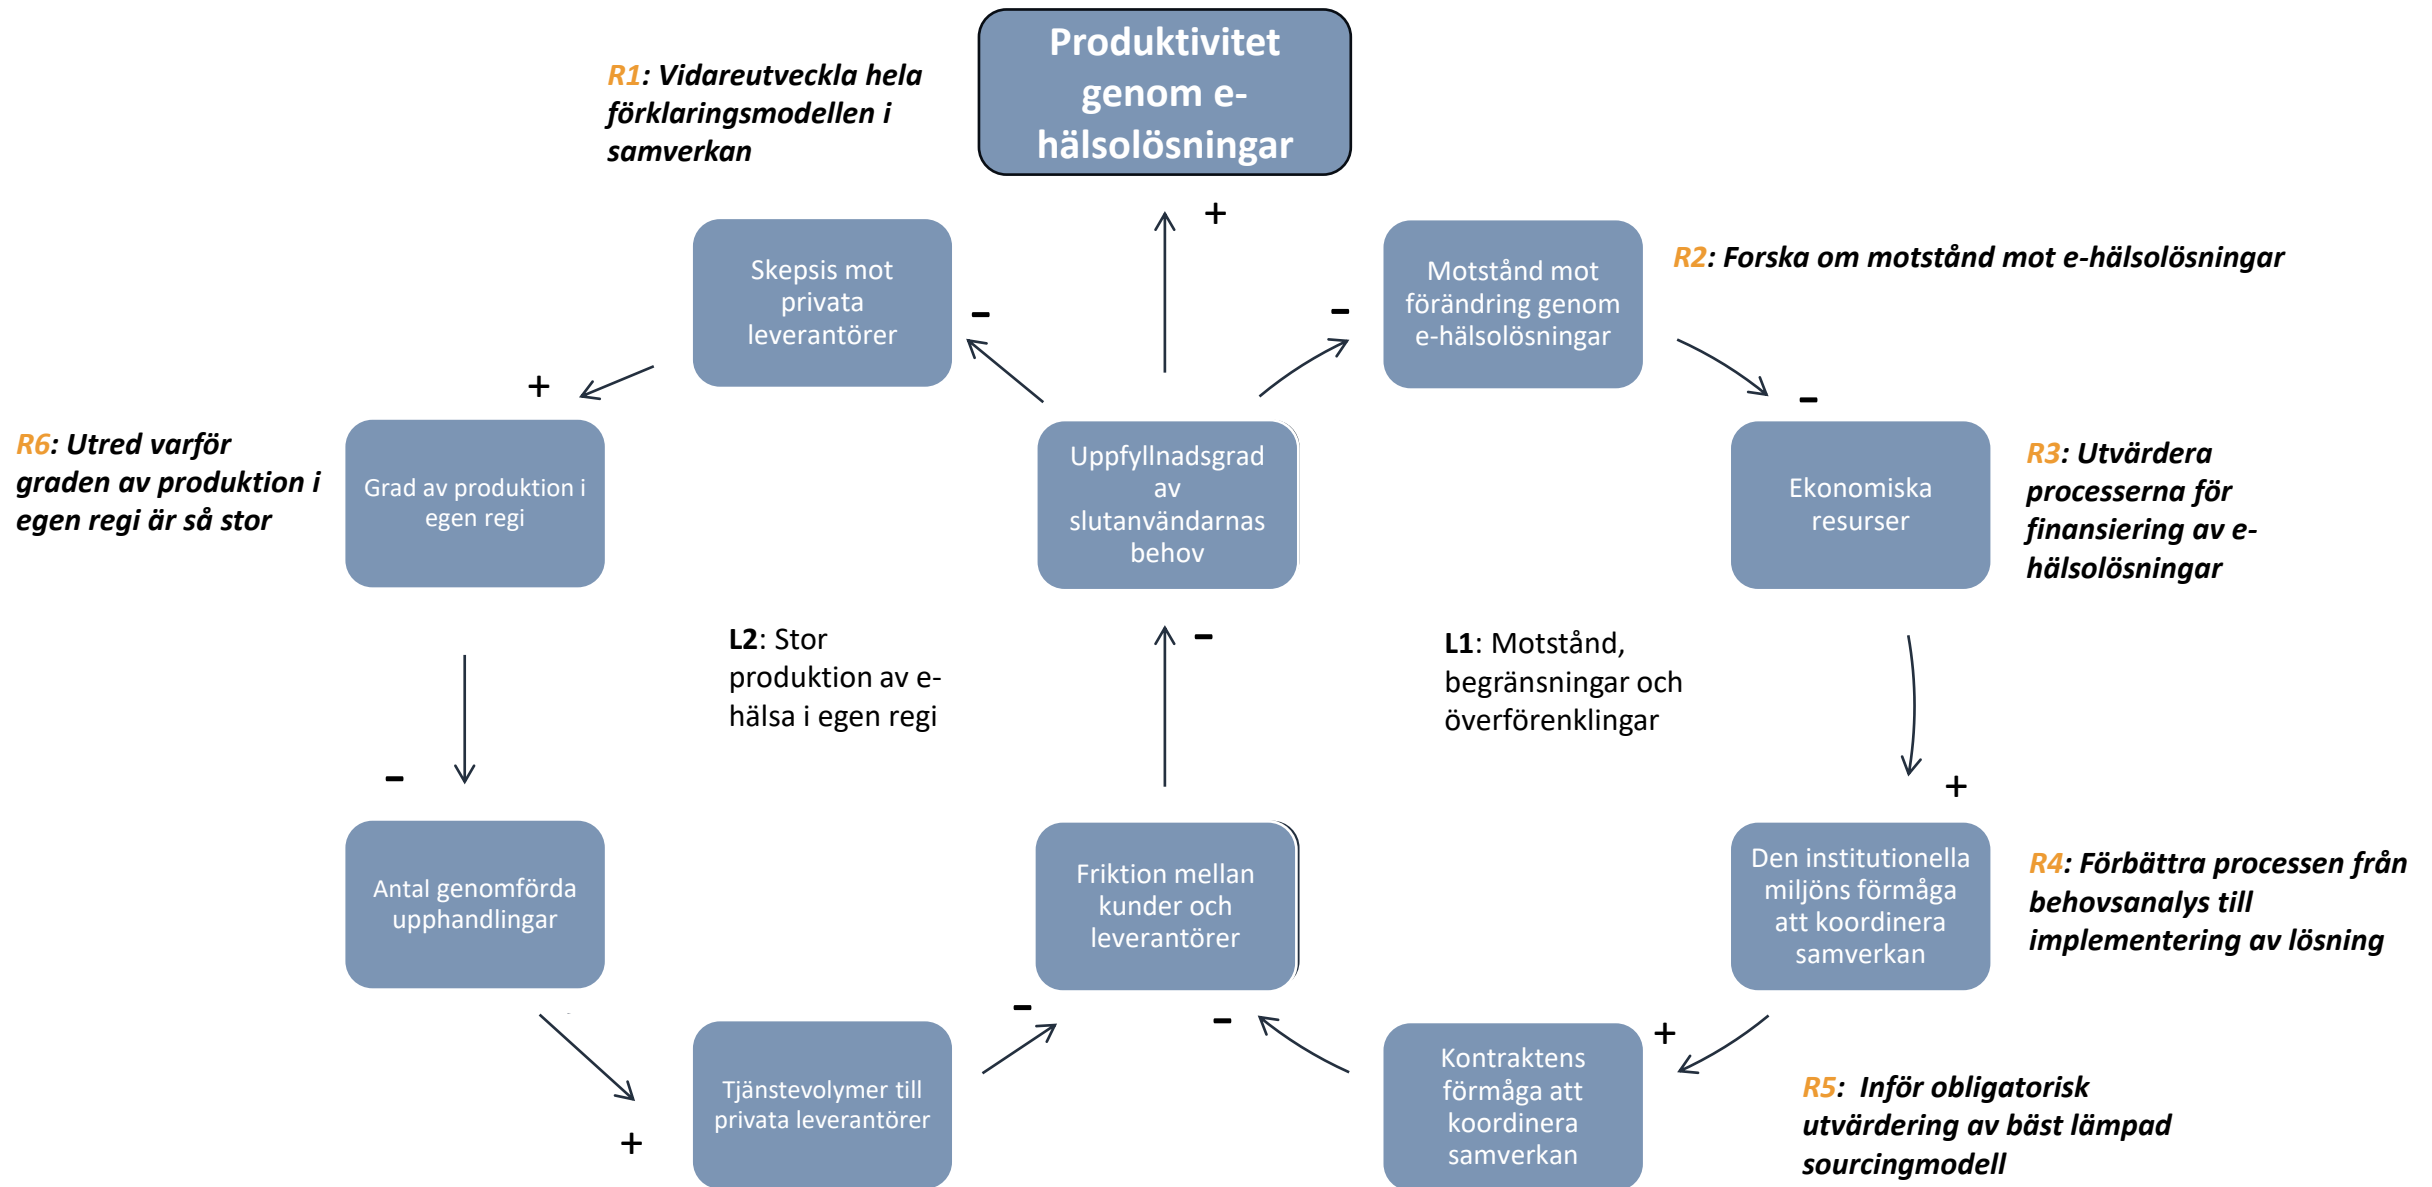 Produktivitet
genom e-
hälsolösningar
R1: Vidareutveckla hela
förklaringsmodellen i
samverkan
+
Skepsis mot
privata
leverantörer
-
-
Motstånd mot
förändring genom
e-hälsolösningar
R2: Forska om motstånd mot e-hälsolösningar
+
-
R6: Utred varför
graden av produktion i
egen regi är så stor
Grad av produktion i
egen regi
Uppfyllnadsgrad
av
slutanvändarnas
behov
Ekonomiska
resurser
R3: Utvärdera
processerna för
finansiering av e-
hälsolösningar
L2: Stor
produktion av e-
hälsa i egen regi
-
L1: Motstånd,
begränsningar och
överförenklingar
-
+
Antal genomförda
upphandlingar
Friktion mellan
kunder och
leverantörer
Den institutionella
miljöns förmåga
att koordinera
samverkan
R4: Förbättra processen från
behovsanalys till
implementering av lösning
-
-
+
+
Tjänstevolymer till
privata leverantörer
Kontraktens
förmåga att
koordinera
samverkan
R5: Inför obligatorisk
utvärdering av bäst lämpad
sourcingmodell